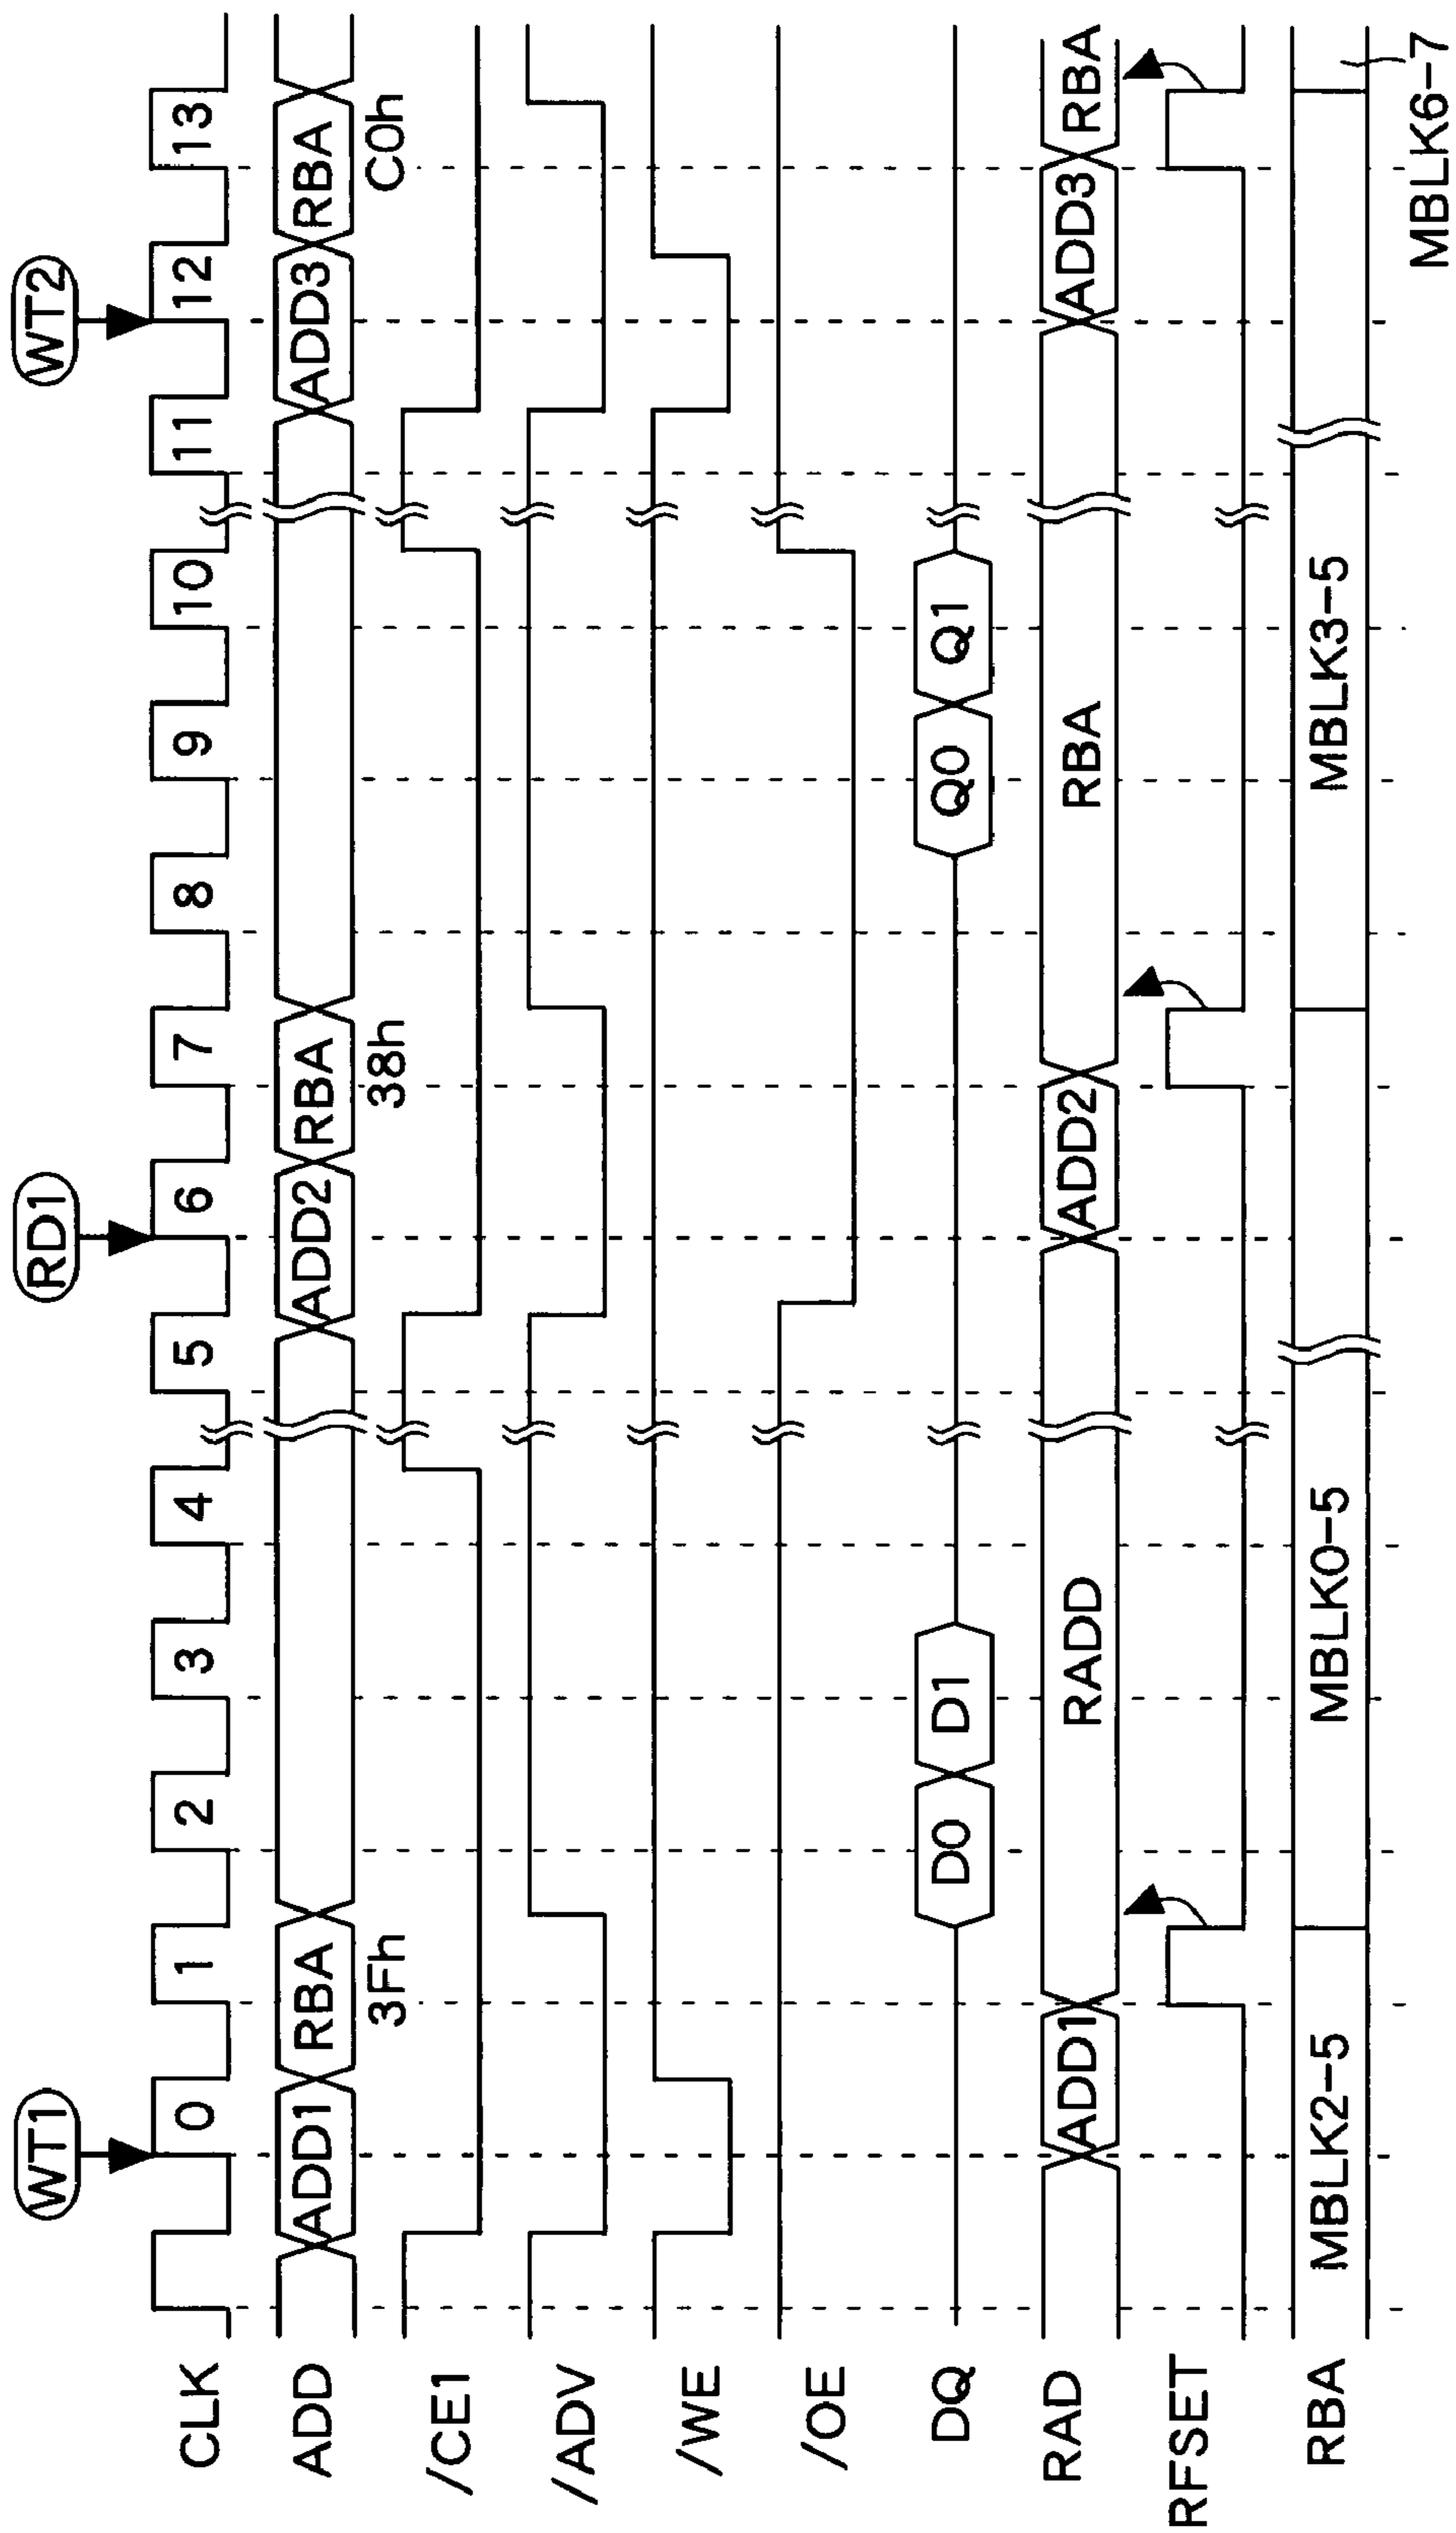 WT1 RD1 WT2
CLK 0 1 2 3 4 5 6 7 8 9 10 11 12 13
ADD ADD1 RBA ADD2 RBA ADD3 RBA
3Fh 38h C0h
/CE1
/ADV
/WE
/OE
DQ D0 D1 Q0 Q1
RAD ADD1 RADD ADD2 RBA ADD3 RBA
RFSET
RBA MBLK2-5 MBLK0-5 MBLK3-5
MBLK6-7